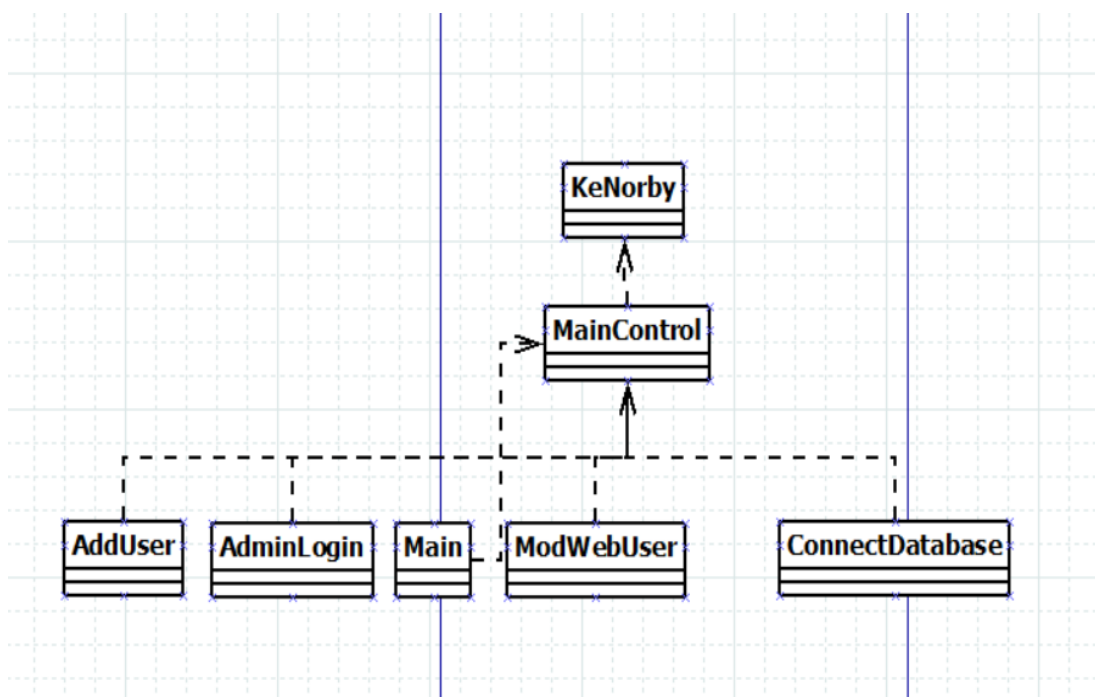 KeNorby
MainControl
AddUser
AdminLogin
Main
ModWebUser
ConnectDatabase